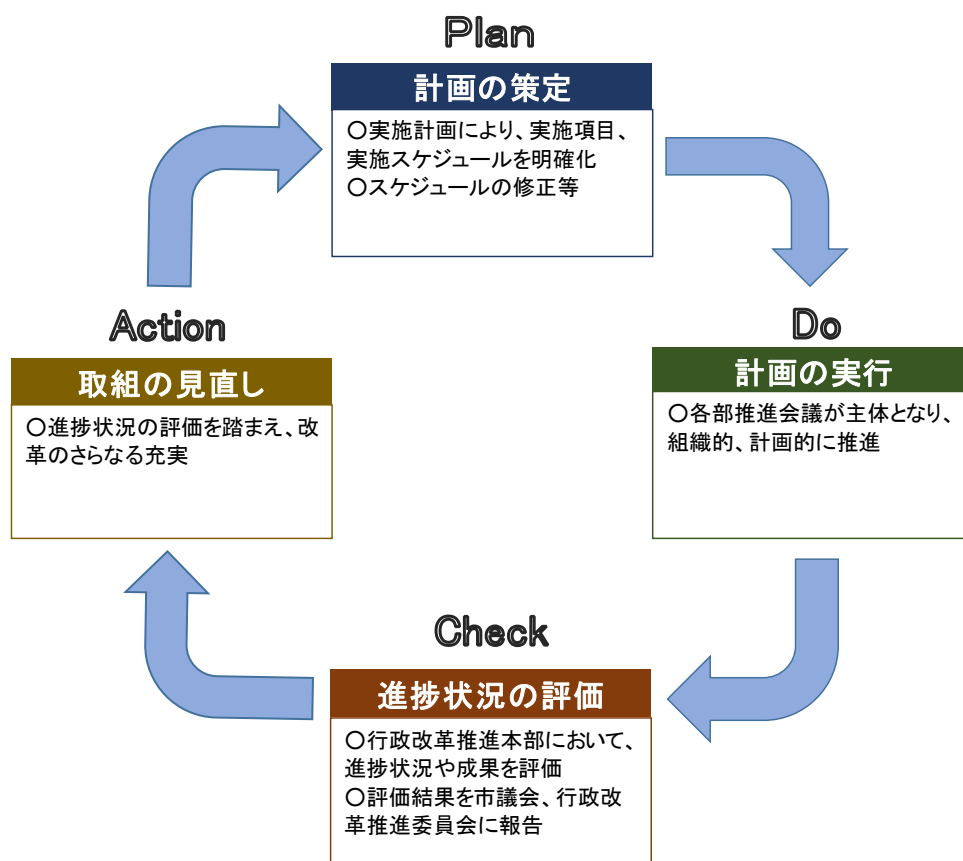 Plan
計画の策定
〇実施計画により、実施項目、
実施スケジュールを明確化
〇スケジュールの修正等
Do
計画の実行
〇各部推進会議が主体となり、
組織的、計画的に推進
Check
進捗状況の評価
〇行政改革推進本部において、
進捗状況や成果を評価
〇評価結果を市議会、行政改
革推進委員会に報告
Action
取組の見直し
〇進捗状況の評価を踏まえ、改
革のさらなる充実